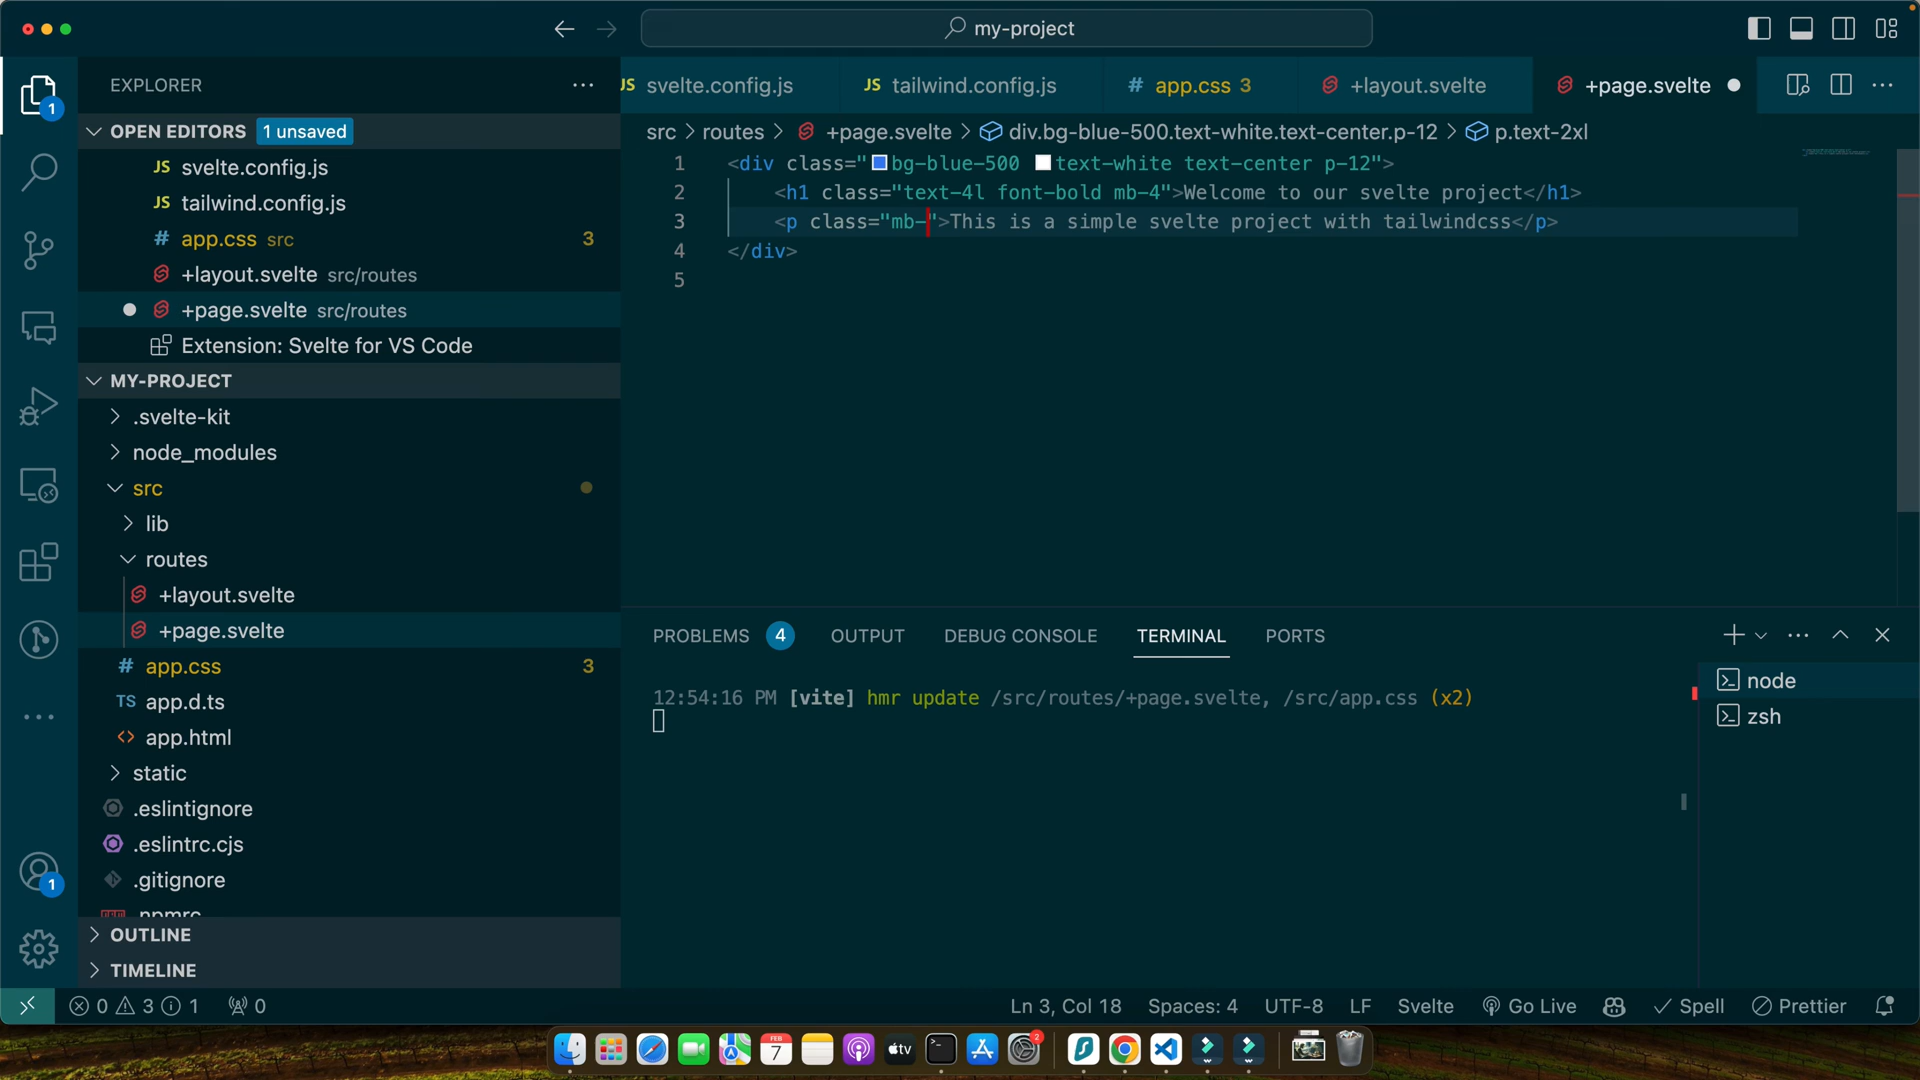 my-project
EXPLORER
JS svelte.config.js
JS tailwind.config.js
# app.css 3
+layout.svelte
+page.svelte
OPEN EDITORS 1 unsaved
JS svelte.config.js
JS tailwind.config.js
# app.css src 3
+layout.svelte src/routes
+page.svelte src/routes
Extension: Svelte for VS Code
MY-PROJECT
.svelte-kit
node_modules
src
lib
routes
+layout.svelte
+page.svelte
# app.css 3
TS app.d.ts
<> app.html
static
.eslintignore
.eslintrc.cjs
.gitignore
.npmrc
OUTLINE
TIMELINE
1
1
src > routes > +page.svelte > div.bg-blue-500.text-white.text-center.p-12 > p.text-2xl
1 <div class="bg-blue-500 text-white text-center p-12">
2 <h1 class="text-4l font-bold mb-4">Welcome to our svelte project</h1>
3 <p class="mb-">This is a simple svelte project with tailwindcss</p>
4 </div>
5
PROBLEMS 4 OUTPUT DEBUG CONSOLE TERMINAL PORTS
12:54:16 PM [vite] hmr update /src/routes/+page.svelte, /src/app.css (x2)
node
zsh
0 3 1 0
Ln 3, Col 18 Spaces: 4 UTF-8 LF Svelte Go Live Spell Prettier
FEB
7
tv
2